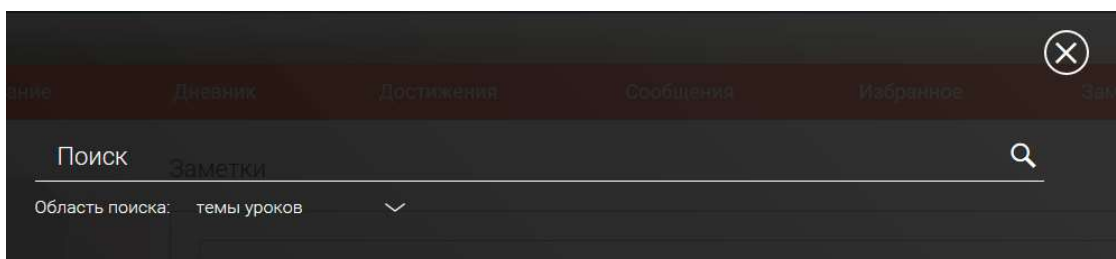 Дневник Достижения Сообщения Избранное
Поиск
Заметки
Область поиска: темы уроков